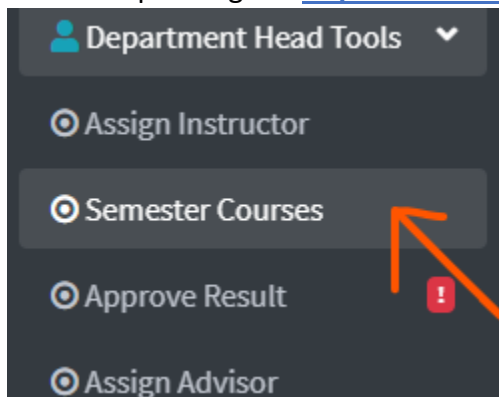 Department Head Tools
Assign Instructor
Semester Courses
Approve Result !
Assign Advisor